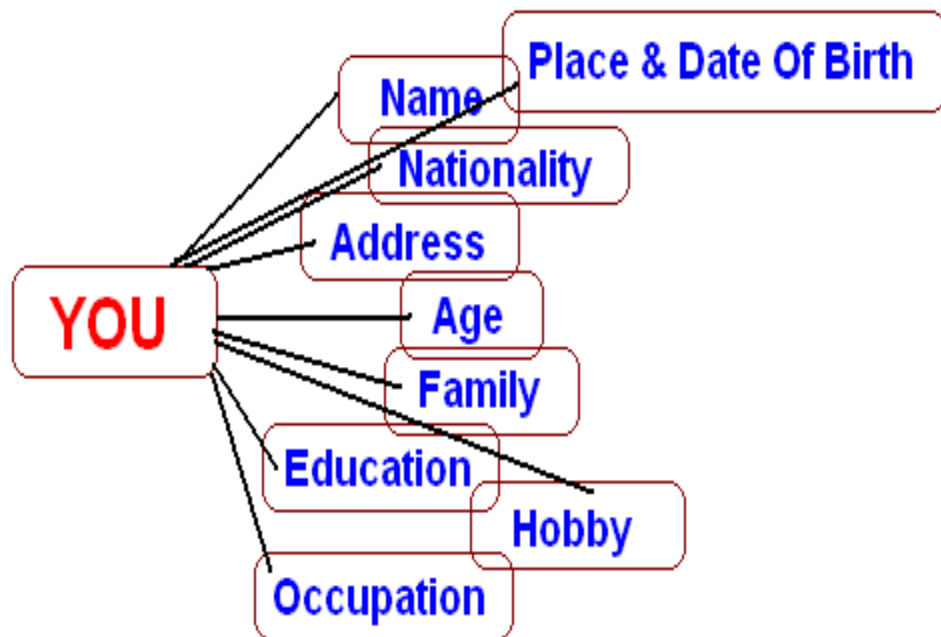 Place & Date Of Birth
Name
Nationality
Address
YOU
Age
Family
Education
Hobby
Occupation